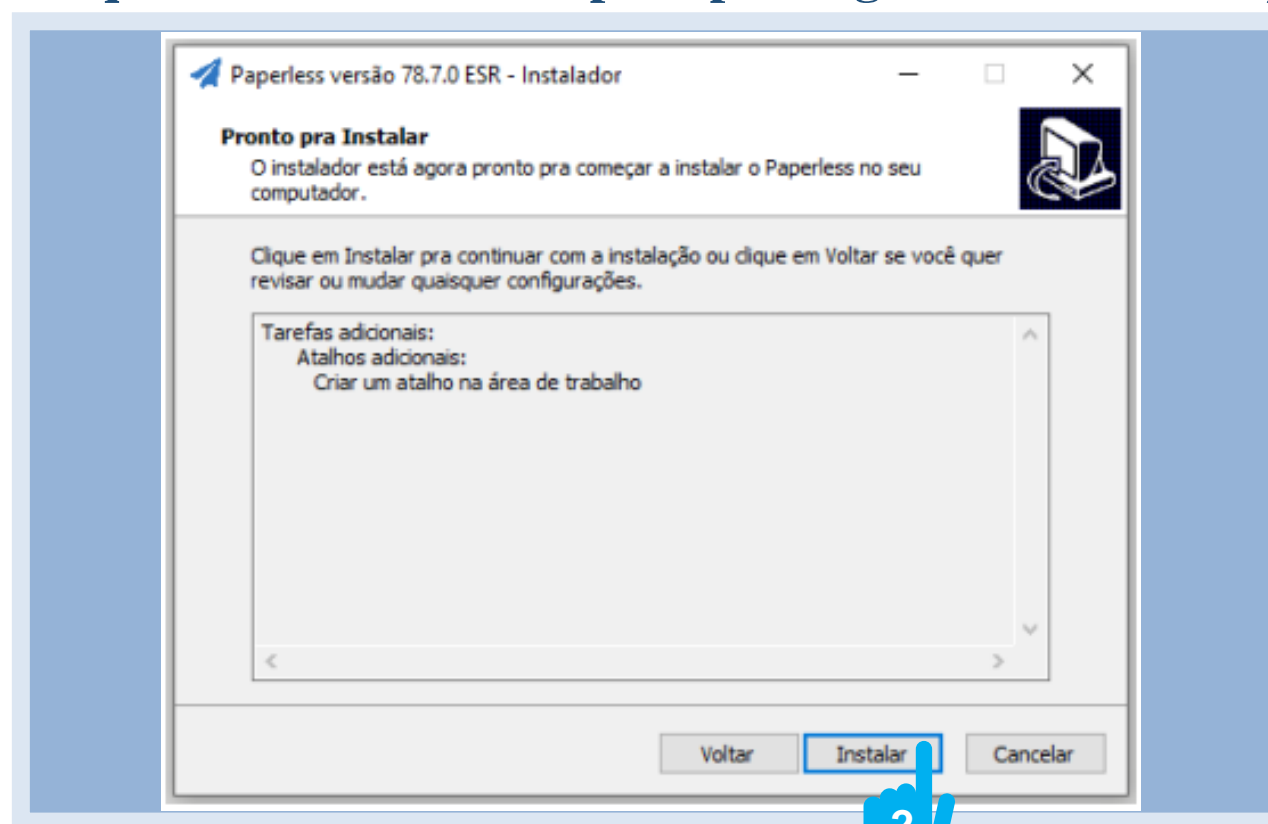 Paperless versão 78.7.0 ESR - Instalador
Pronto pra Instalar
O instalador está agora pronto pra começar a instalar o Paperless no seu
computador.
Clique em Instalar pra continuar com a instalação ou clique em Voltar se você quer
revisar ou mudar quaisquer configurações.
Tarefas adicionais:
Atalhos adicionais:
Criar um atalho na área de trabalho
Voltar
Instalar
Cancelar